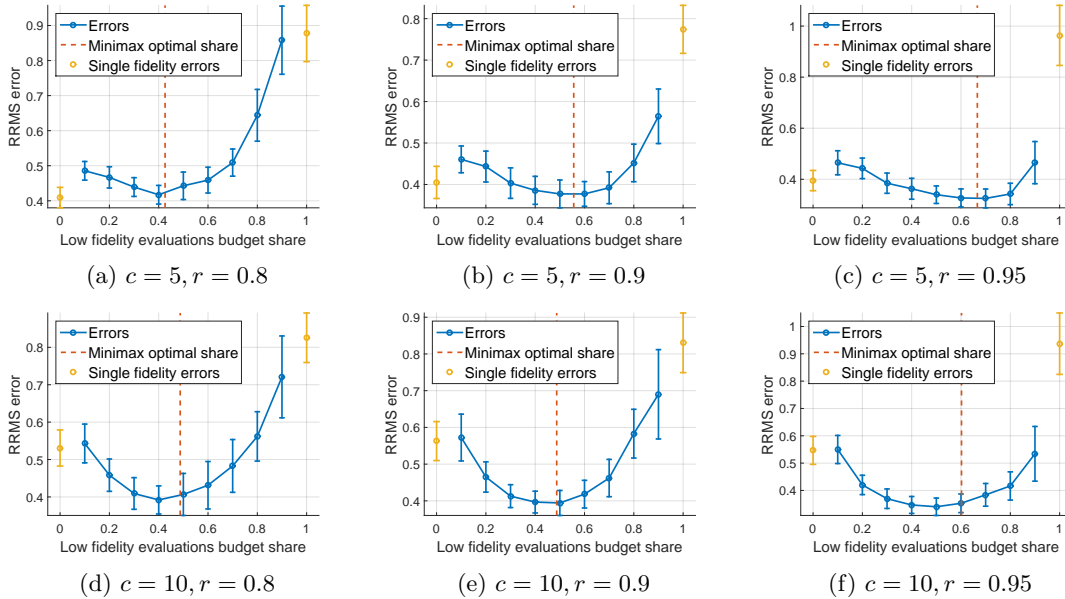 0.9
0.8
0.7
0.6
0.5
0.4
RRMS error
0 0.2 0.4 0.6 0.8 1
Low fidelity evaluations budget share
Errors
Minimax optimal share
Single fidelity errors
(a) c = 5, r = 0.8
0.8
0.7
0.6
0.5
0.4
RRMS error
0 0.2 0.4 0.6 0.8 1
Low fidelity evaluations budget share
Errors
Minimax optimal share
Single fidelity errors
(b) c = 5, r = 0.9
1
0.8
0.6
0.4
RRMS error
0 0.2 0.4 0.6 0.8 1
Low fidelity evaluations budget share
Errors
Minimax optimal share
Single fidelity errors
(c) c = 5, r = 0.95
0.8
0.7
0.6
0.5
0.4
RRMS error
0 0.2 0.4 0.6 0.8 1
Low fidelity evaluations budget share
Errors
Minimax optimal share
Single fidelity errors
(d) c = 10, r = 0.8
0.9
0.8
0.7
0.6
0.5
0.4
RRMS error
0 0.2 0.4 0.6 0.8 1
Low fidelity evaluations budget share
Errors
Minimax optimal share
Single fidelity errors
(e) c = 10, r = 0.9
1
0.9
0.8
0.7
0.6
0.5
0.4
RRMS error
0 0.2 0.4 0.6 0.8 1
Low fidelity evaluations budget share
Errors
Minimax optimal share
Single fidelity errors
(f) c = 10, r = 0.95